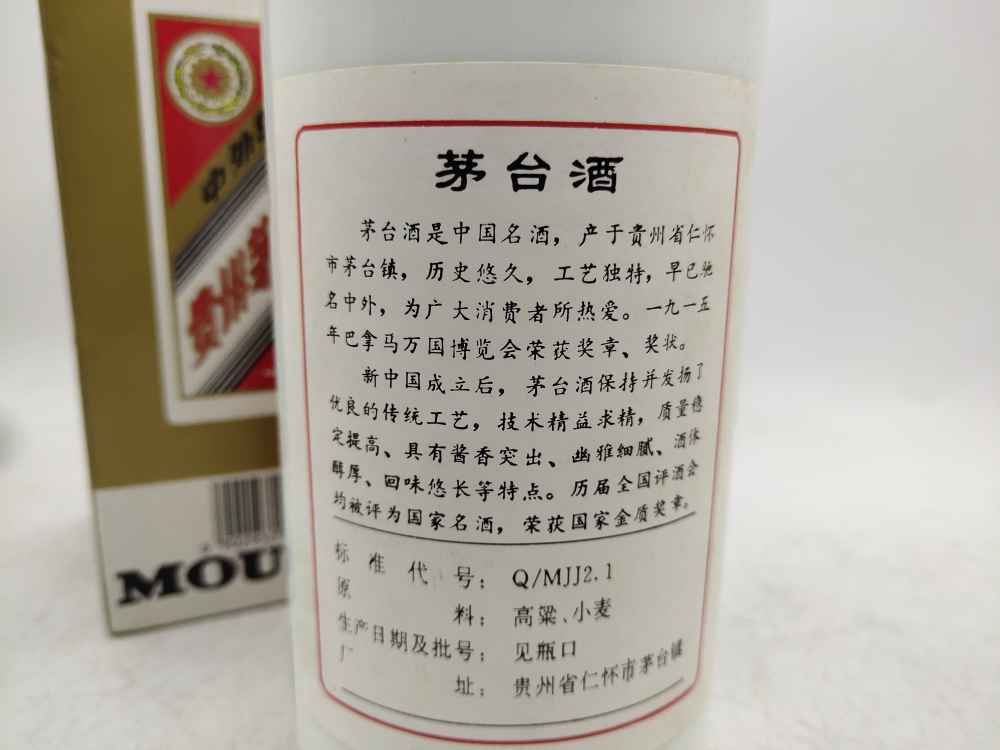 茅台酒
茅台酒是中国名酒，产于贵州省仁怀
市茅台镇，历史悠久，工艺独特，早已驰
名中外，为广大消费者所热爱。一九一五
年巴拿马万国博览会荣获奖章、奖状。
新中国成立后，茅台酒保持并发扬了
优良的传统工艺，技术精益求精，质量稳
定提高、具有酱香突出、幽雅细腻、酒体
醇厚、回味悠长等特点。历届全国评酒会
均被评为国家名酒，荣获国家金质奖章。
标准代号：Q/MJJ2.1
原料：高粱、小麦
生产日期及批号：见瓶口
厂址：贵州省仁怀市茅台镇
贵州茅
MOU